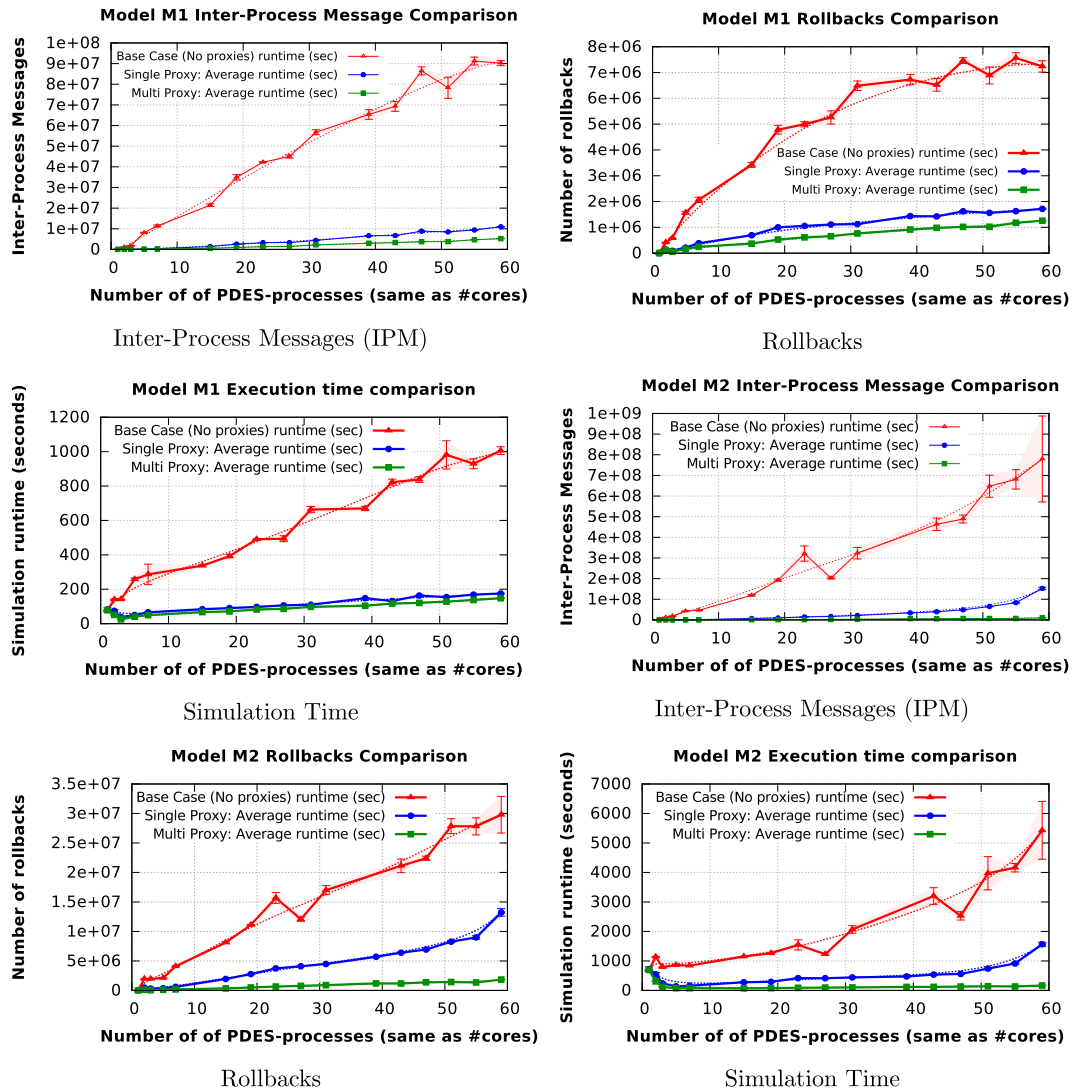 Model M1 Inter-Process Message Comparison
Inter-Process Messages
1e+08
9e+07
8e+07
7e+07
6e+07
5e+07
4e+07
3e+07
2e+07
1e+07
0
Base Case (No proxies) runtime (sec)
Single Proxy: Average runtime (sec)
Multi Proxy: Average runtime (sec)
0 10 20 30 40 50 60
Number of of PDES-processes (same as #cores)
Inter-Process Messages (IPM)
Model M1 Rollbacks Comparison
Number of rollbacks
8e+06
7e+06
6e+06
5e+06
4e+06
3e+06
2e+06
1e+06
0
Base Case (No proxies) runtime (sec)
Single Proxy: Average runtime (sec)
Multi Proxy: Average runtime (sec)
0 10 20 30 40 50 60
Number of of PDES-processes (same as #cores)
Rollbacks
Model M1 Execution time comparison
Simulation runtime (seconds)
1200
1000
800
600
400
200
0
Base Case (No proxies) runtime (sec)
Single Proxy: Average runtime (sec)
Multi Proxy: Average runtime (sec)
0 10 20 30 40 50 60
Number of of PDES-processes (same as #cores)
Simulation Time
Model M2 Inter-Process Message Comparison
Inter-Process Messages
1e+09
9e+08
8e+08
7e+08
6e+08
5e+08
4e+08
3e+08
2e+08
1e+08
0
Base Case (No proxies) runtime (sec)
Single Proxy: Average runtime (sec)
Multi Proxy: Average runtime (sec)
0 10 20 30 40 50 60
Number of of PDES-processes (same as #cores)
Inter-Process Messages (IPM)
Model M2 Rollbacks Comparison
Number of rollbacks
3.5e+07
3e+07
2.5e+07
2e+07
1.5e+07
1e+07
5e+06
0
Base Case (No proxies) runtime (sec)
Single Proxy: Average runtime (sec)
Multi Proxy: Average runtime (sec)
0 10 20 30 40 50 60
Number of of PDES-processes (same as #cores)
Rollbacks
Model M2 Execution time comparison
Simulation runtime (seconds)
7000
6000
5000
4000
3000
2000
1000
0
Base Case (No proxies) runtime (sec)
Single Proxy: Average runtime (sec)
Multi Proxy: Average runtime (sec)
0 10 20 30 40 50 60
Number of of PDES-processes (same as #cores)
Simulation Time